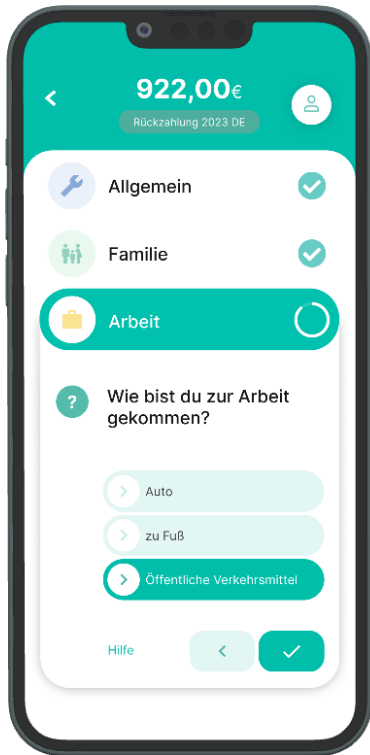 922,00€
Rückzahlung 2023 DE
Allgemein
Familie
Arbeit
?
Wie bist du zur Arbeit
gekommen?
Auto
zu Fuß
Öffentliche Verkehrsmittel
Hilfe